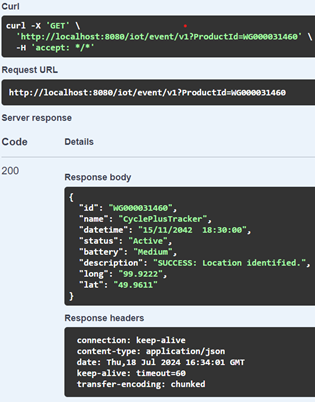 Curl
curl -X 'GET' \
'http://localhost:8080/iot/event/v1?ProductId=WG000031460' \
-H 'accept: */*'
Request URL
http://localhost:8080/iot/event/v1?ProductId=WG000031460
Server response
Code Details
200
Response body
{
"id": "WG000031460",
"name": "CyclePlusTracker",
"datetime": "15/11/2042  18:30:00",
"status": "Active",
"battery": "Medium",
"description": "SUCCESS: Location identified.",
"long": "99.9222",
"lat": "49.9611"
}
Response headers
connection: keep-alive
content-type: application/json
date: Thu,18 Jul 2024 16:34:01 GMT
keep-alive: timeout=60
transfer-encoding: chunked